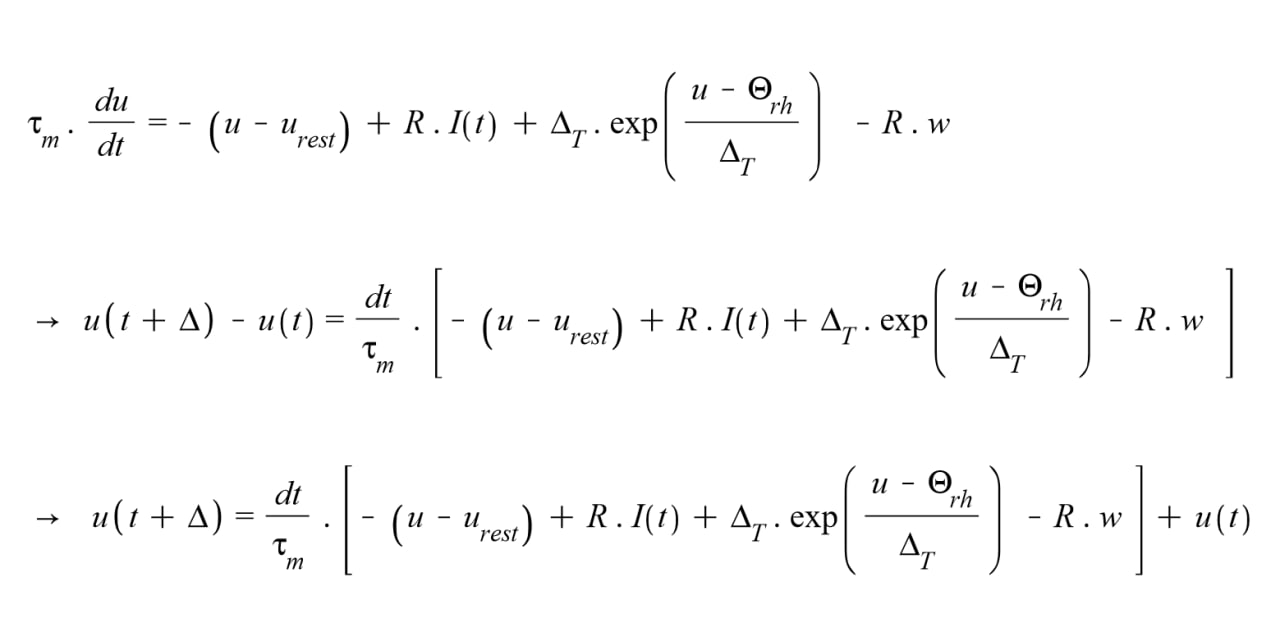 τ_m . du/dt = - (u - u_rest) + R . I(t) + Δ_T . exp((u - Θ_rh)/Δ_T) - R . w
→ u(t + Δ) - u(t) = dt/τ_m . [- (u - u_rest) + R . I(t) + Δ_T . exp((u - Θ_rh)/Δ_T) - R . w]
→ u(t + Δ) = dt/τ_m . [- (u - u_rest) + R . I(t) + Δ_T . exp((u - Θ_rh)/Δ_T) - R . w] + u(t)